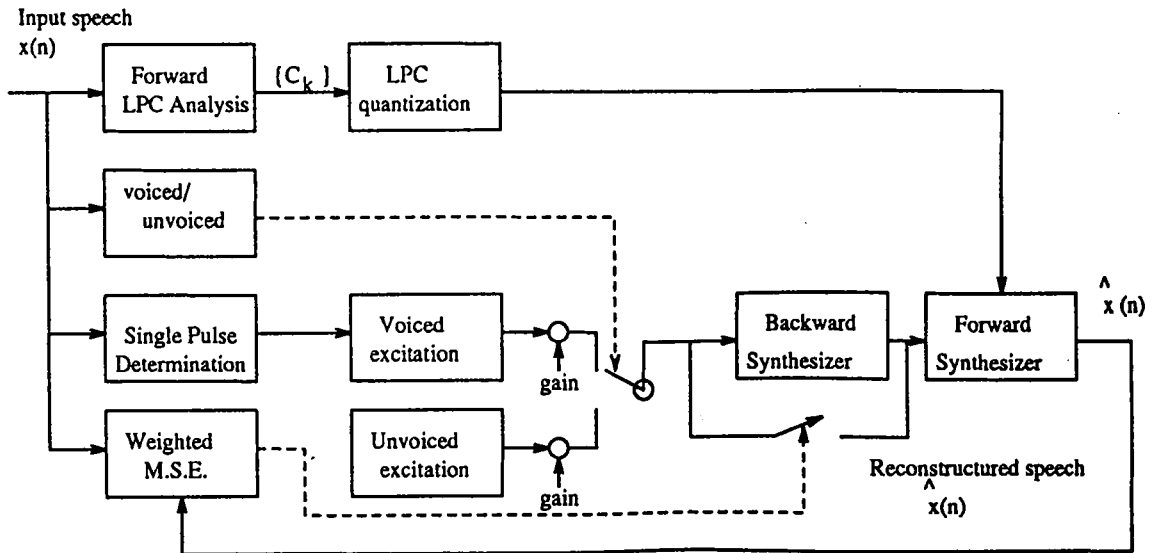 Input speech
x(n)
Forward
LPC Analysis
{C_k}
LPC
quantization
voiced/
unvoiced
Single Pulse
Determination
Voiced
excitation
gain
Backward
Synthesizer
Forward
Synthesizer
^
x (n)
Weighted
M.S.E.
Unvoiced
excitation
gain
Reconstructured speech
^
x(n)